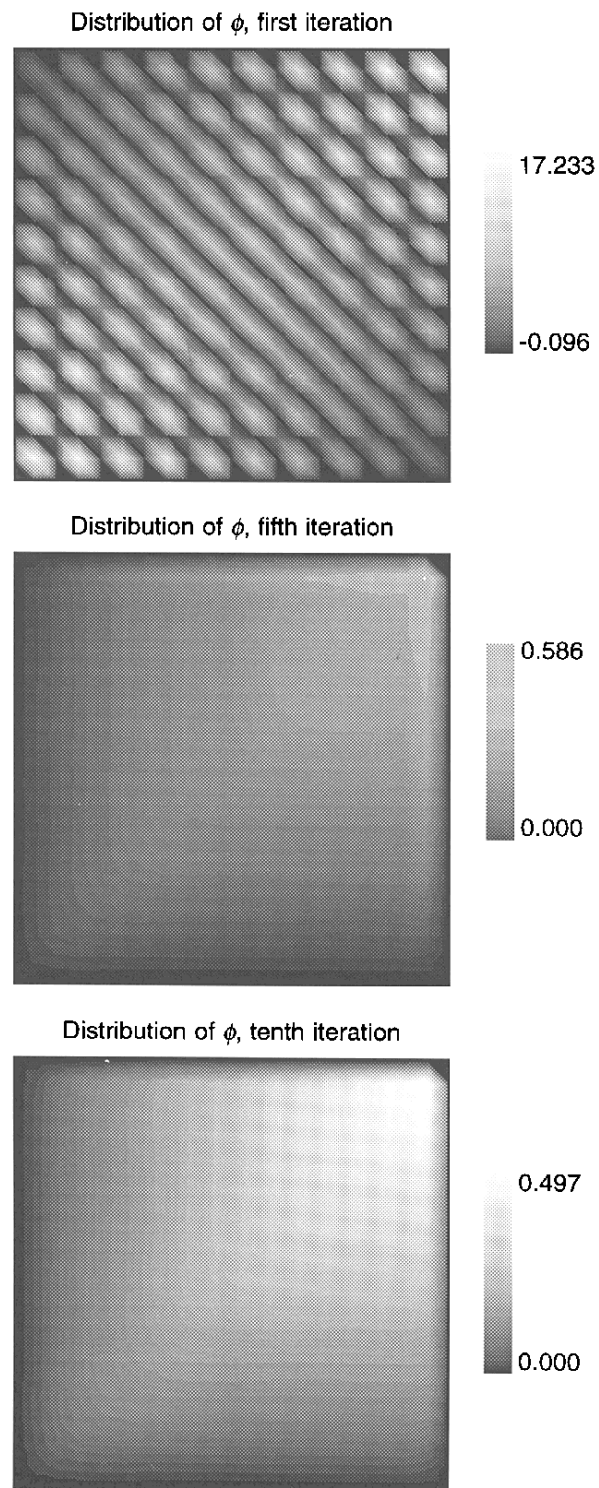 Distribution of ϕ, first iteration
17.233
-0.096
Distribution of ϕ, fifth iteration
0.586
0.000
Distribution of ϕ, tenth iteration
0.497
0.000